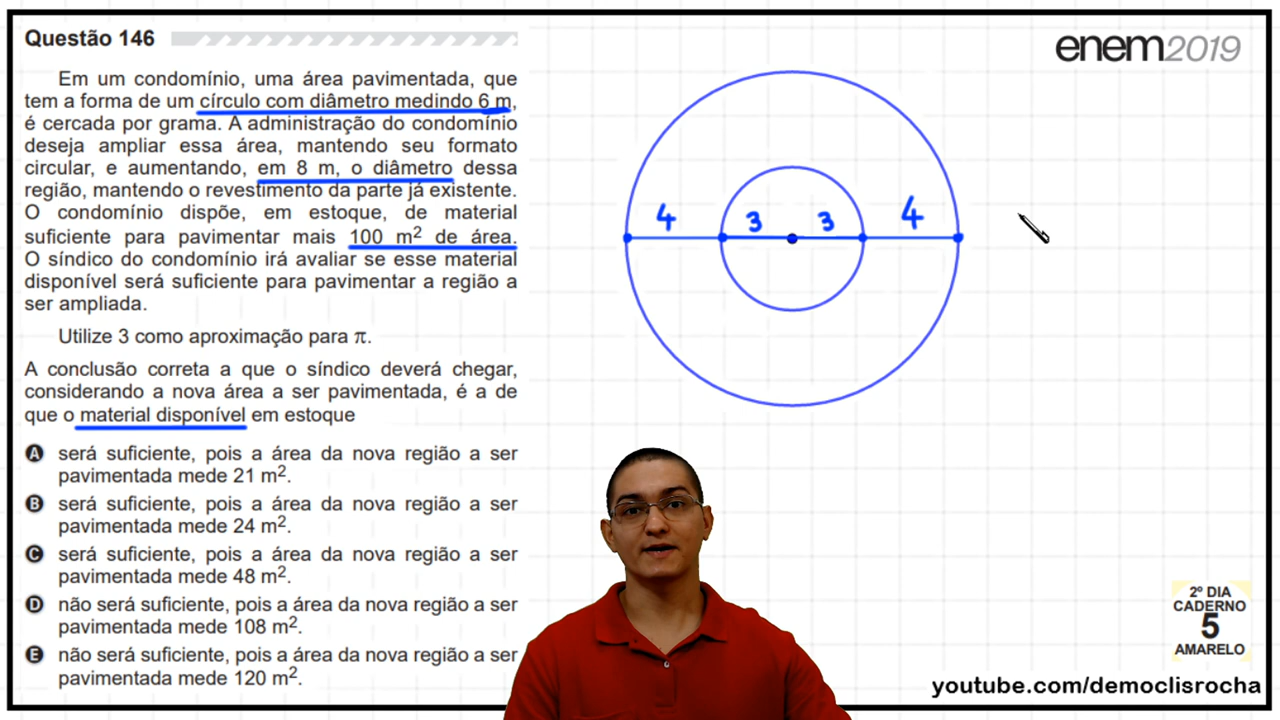 Questão 146
enem2019
Em um condomínio, uma área pavimentada, que
tem a forma de um círculo com diâmetro medindo 6 m,
é cercada por grama. A administração do condomínio
deseja ampliar essa área, mantendo seu formato
circular, e aumentando, em 8 m, o diâmetro dessa
região, mantendo o revestimento da parte já existente.
O condomínio dispõe, em estoque, de material
suficiente para pavimentar mais 100 m² de área.
O síndico do condomínio irá avaliar se esse material
disponível será suficiente para pavimentar a região a
ser ampliada.
Utilize 3 como aproximação para π.
A conclusão correta a que o síndico deverá chegar,
considerando a nova área a ser pavimentada, é a de
que o material disponível em estoque
A será suficiente, pois a área da nova região a ser
pavimentada mede 21 m².
B será suficiente, pois a área da nova região a ser
pavimentada mede 24 m².
C será suficiente, pois a área da nova região a ser
pavimentada mede 48 m².
D não será suficiente, pois a área da nova região a ser
pavimentada mede 108 m².
E não será suficiente, pois a área da nova região a ser
pavimentada mede 120 m².
4 3 3 4
2º DIA
CADERNO
5
AMARELO
youtube.com/democlisrocha